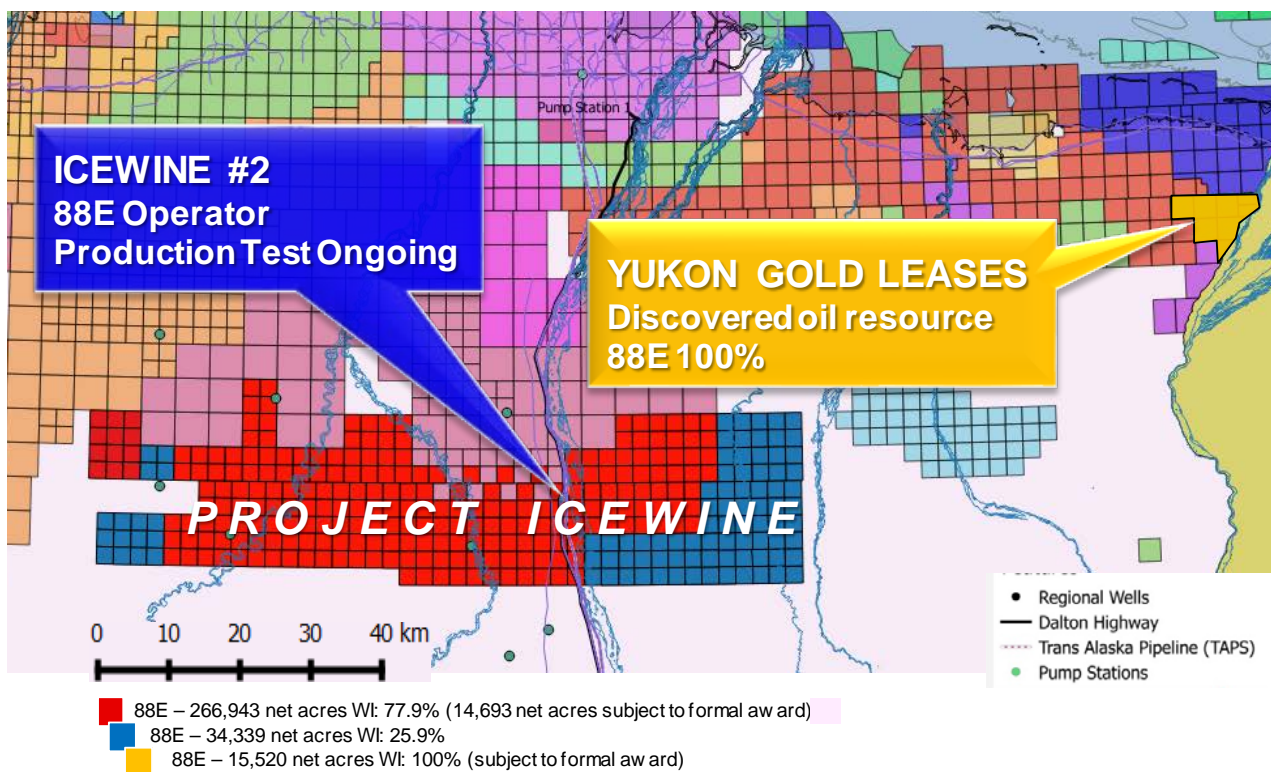 Pump Station 1
ICEWINE #2
88E Operator
Production Test Ongoing
YUKON GOLD LEASES
Discovered oil resource
88E 100%
PROJECT ICEWINE
0 10 20 30 40 km
Regional Wells
Dalton Highway
Trans Alaska Pipeline (TAPS)
Pump Stations
88E – 266,943 net acres WI: 77.9% (14,693 net acres subject to formal award)
88E – 34,339 net acres WI: 25.9%
88E – 15,520 net acres WI: 100% (subject to formal award)